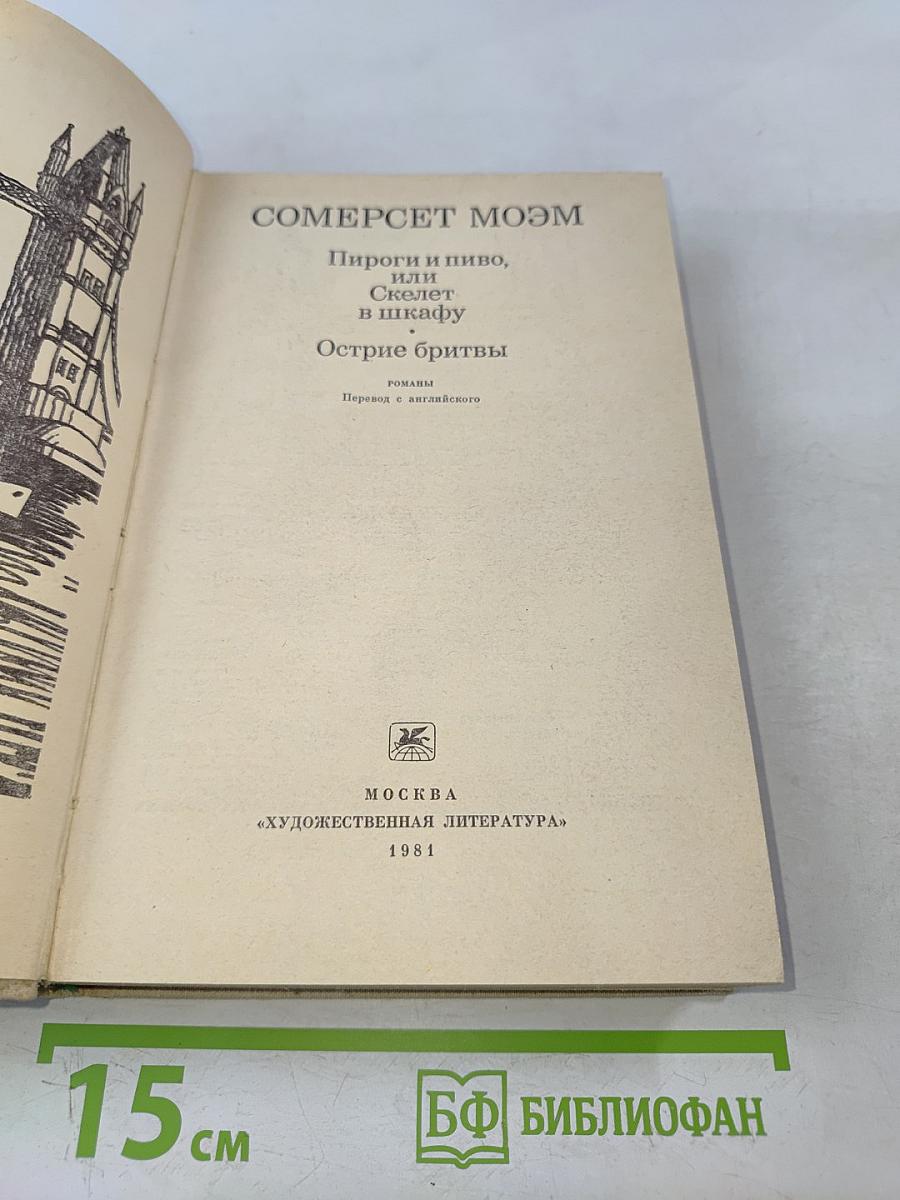 СОМЕРСЕТ МОЭМ
Пироги и пиво,
или
Скелет
в шкафу
•
Острие бритвы
РОМАНЫ
Перевод с английского
МОСКВА
«ХУДОЖЕСТВЕННАЯ ЛИТЕРАТУРА»
1981
15 см
БФ БИБЛИОФАН